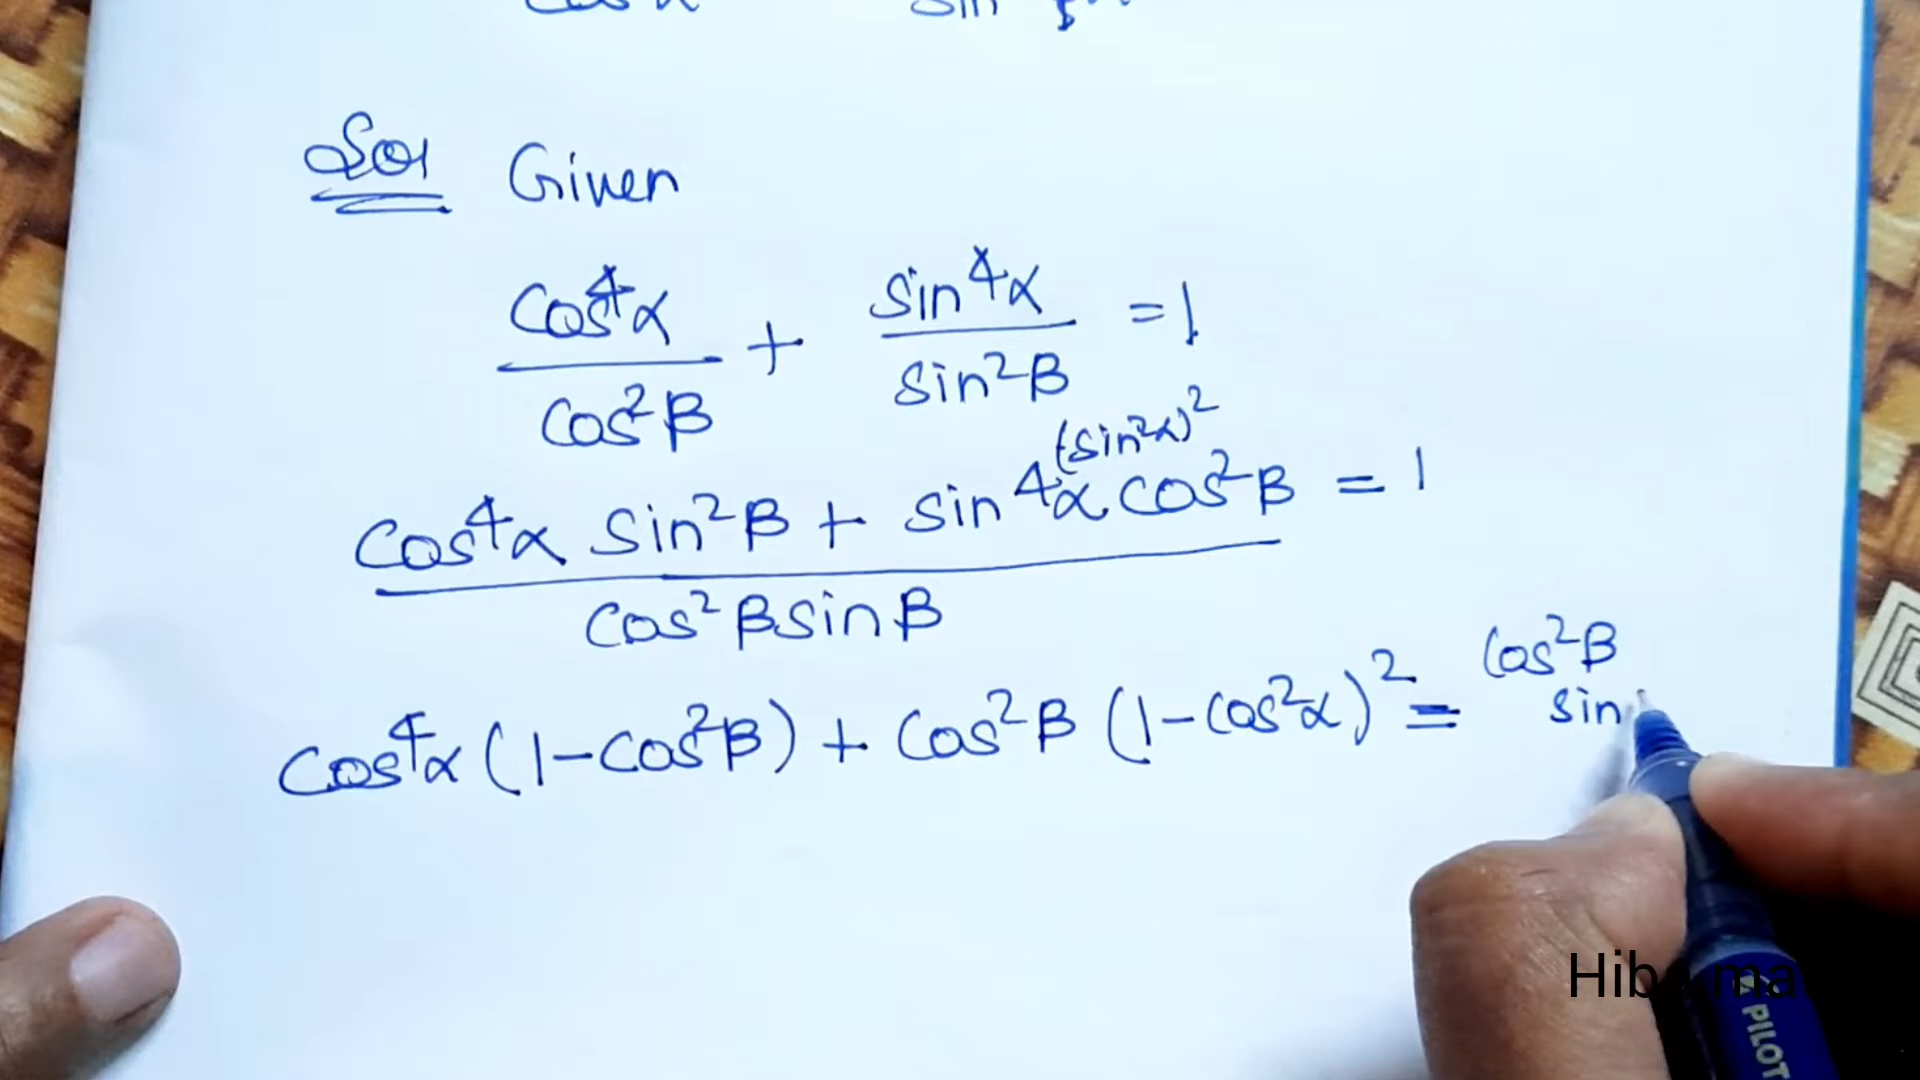 Sol Given
cos⁴α/cos²β + sin⁴α/sin²β = 1
(sin²α)²
cos⁴α sin²β + sin⁴α cos²β = 1
cos²β sinβ
cos⁴α (1-cos²β) + cos²β (1-cos²α)² = cos²β
sin
PILOT